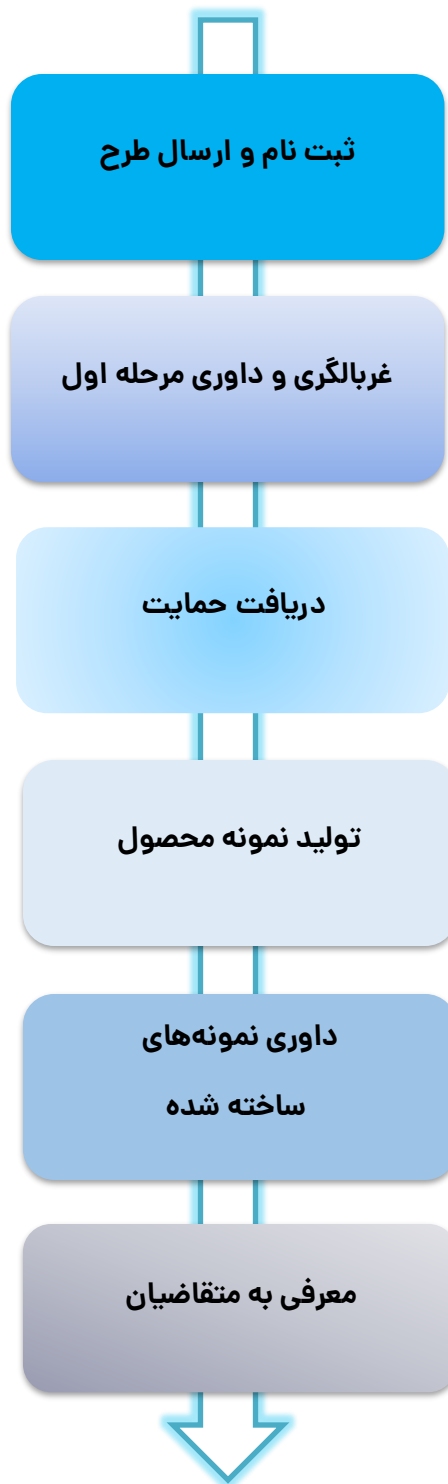 ثبت نام و ارسال طرح
غربالگری و داوری مرحله اول
دریافت حمایت
تولید نمونه محصول
داوری نمونه‌های
ساخته شده
معرفی به متقاضیان